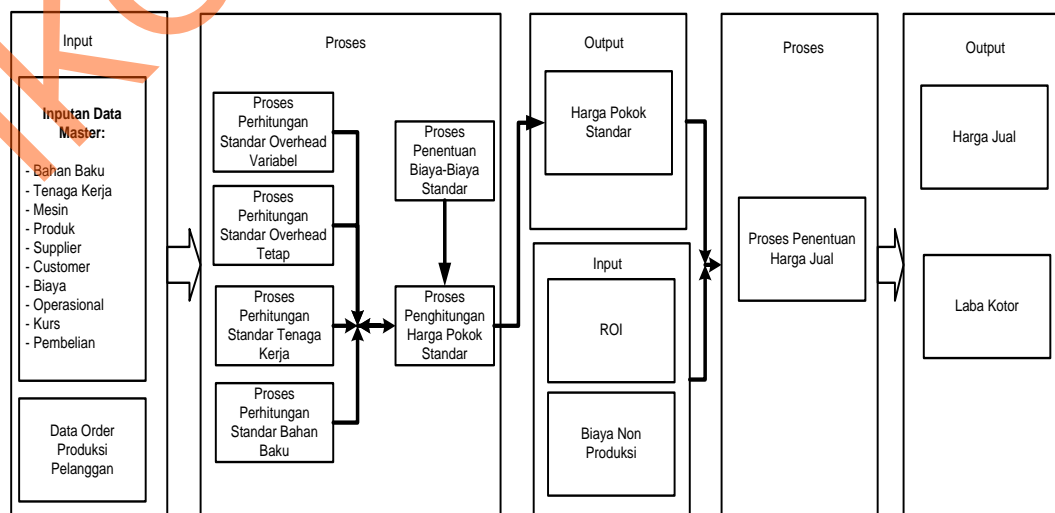 Input
Inputan Data
Master:
- Bahan Baku
- Tenaga Kerja
- Mesin
- Produk
- Supplier
- Customer
- Biaya
- Operasional
- Kurs
- Pembelian
Data Order
Produksi
Pelanggan
Proses
Proses
Perhitungan
Standar Overhead
Variabel
Proses
Perhitungan
Standar Overhead
Tetap
Proses
Perhitungan
Standar Tenaga
Kerja
Proses
Perhitungan
Standar Bahan
Baku
Proses
Penentuan
Biaya-Biaya
Standar
Proses
Penghitungan
Harga Pokok
Standar
Output
Harga Pokok
Standar
Input
ROI
Biaya Non
Produksi
Proses
Proses Penentuan
Harga Jual
Output
Harga Jual
Laba Kotor